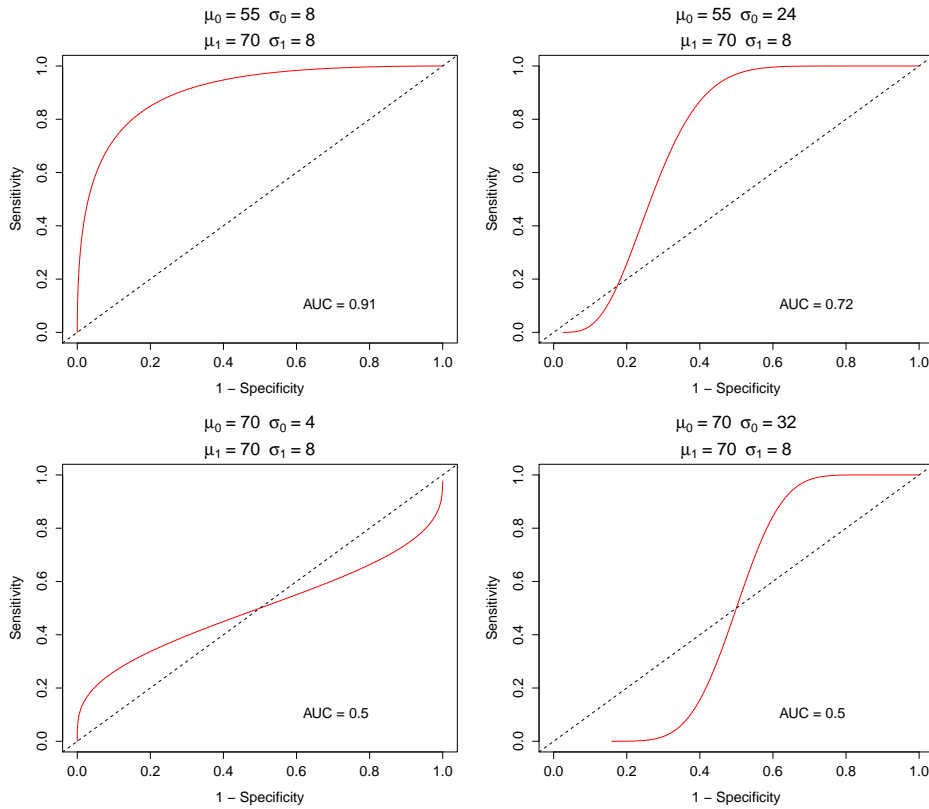 μ₀ = 55 σ₀ = 8
μ₁ = 70 σ₁ = 8
Sensitivity
1.0
0.8
0.6
0.4
0.2
0.0
AUC = 0.91
0.0 0.2 0.4 0.6 0.8 1.0
1 − Specificity
μ₀ = 55 σ₀ = 24
μ₁ = 70 σ₁ = 8
Sensitivity
1.0
0.8
0.6
0.4
0.2
0.0
AUC = 0.72
0.0 0.2 0.4 0.6 0.8 1.0
1 − Specificity
μ₀ = 70 σ₀ = 4
μ₁ = 70 σ₁ = 8
Sensitivity
1.0
0.8
0.6
0.4
0.2
0.0
AUC = 0.5
0.0 0.2 0.4 0.6 0.8 1.0
1 − Specificity
μ₀ = 70 σ₀ = 32
μ₁ = 70 σ₁ = 8
Sensitivity
1.0
0.8
0.6
0.4
0.2
0.0
AUC = 0.5
0.0 0.2 0.4 0.6 0.8 1.0
1 − Specificity